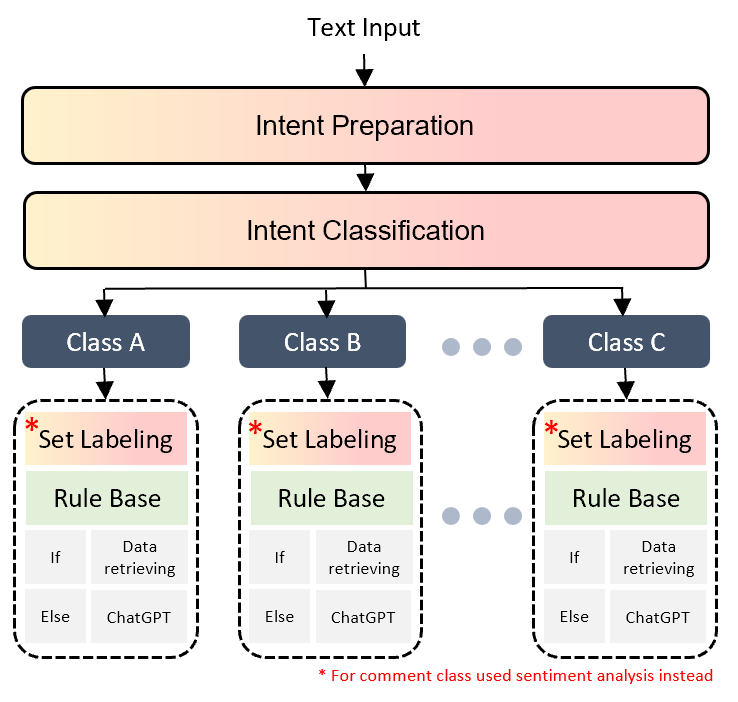 Text Input
Intent Preparation
Intent Classification
Class A
Class B
Class C
* Set Labeling
Rule Base
If
Data
retrieving
Else
ChatGPT
* Set Labeling
Rule Base
If
Data
retrieving
Else
ChatGPT
* Set Labeling
Rule Base
If
Data
retrieving
Else
ChatGPT
* For comment class used sentiment analysis instead